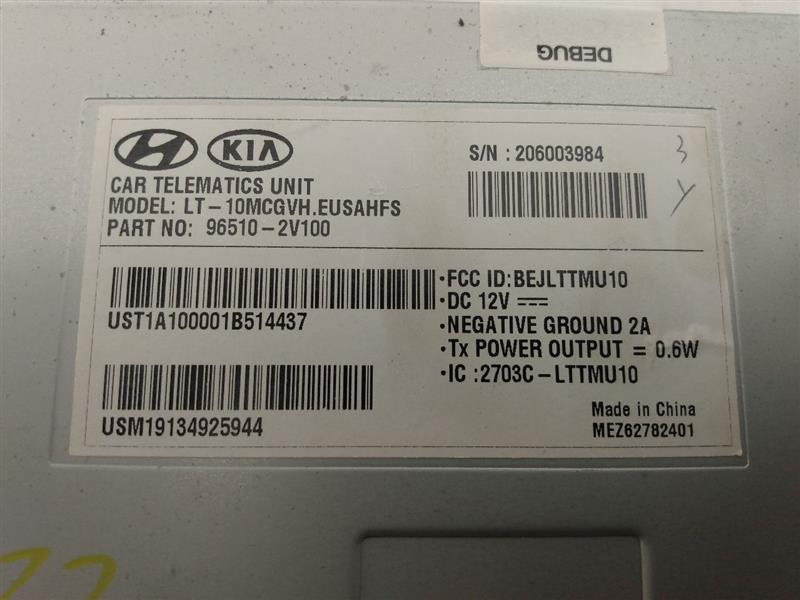 DEBUG
KIA
S/N : 206003984
3
Y
CAR TELEMATICS UNIT
MODEL: LT-10MCGVH.EUSAHFS
PART NO: 96510-2V100
UST1A100001B514437
USM19134925944
·FCC ID:BEJLTTMU10
·DC 12V ⎓
·NEGATIVE GROUND 2A
·Tx POWER OUTPUT = 0.6W
·IC :2703C-LTTMU10
Made in China
MEZ62782401